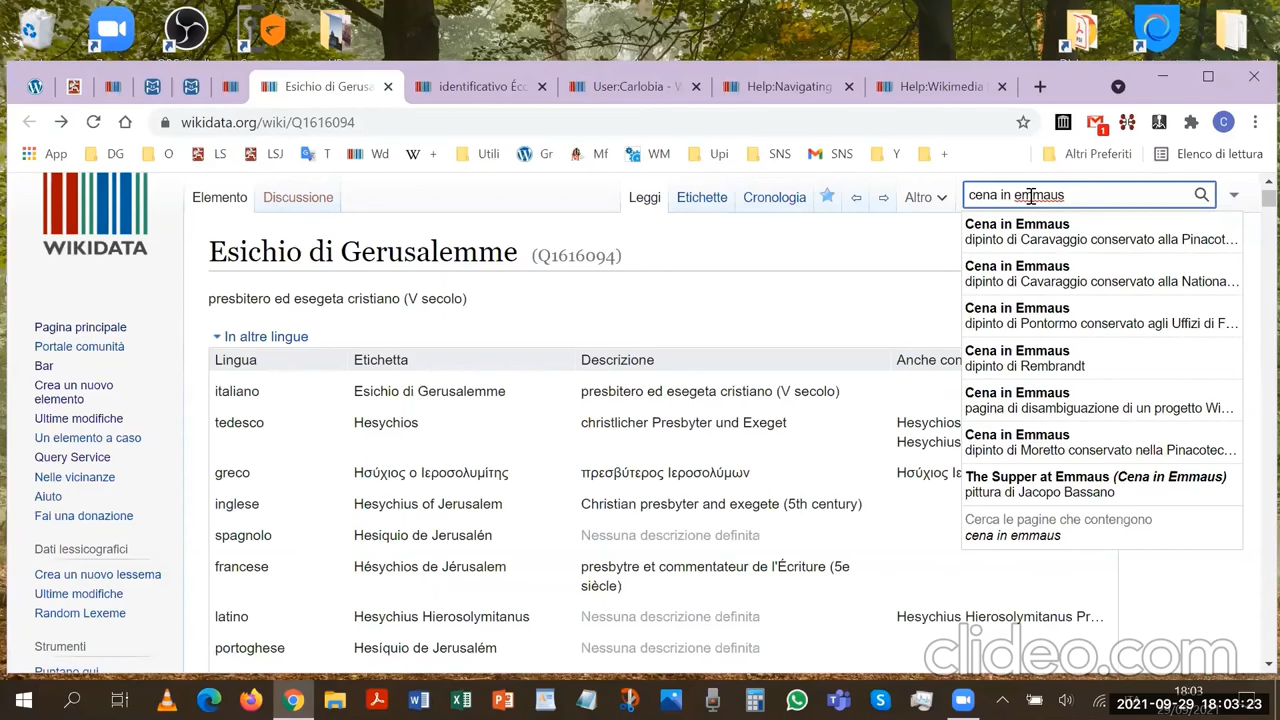 Esichio di Gerusa
identificativo Ecc
User:Carlobia - W
Help:Navigating
Help:Wikimedia
wikidata.org/wiki/Q1616094
App DG O LS LSJ T Wd + Utili Gr Mf WM Upi SNS SNS Y + Altri Preferiti Elenco di lettura
Elemento Discussione Leggi Etichette Cronologia Altro cena in emmaus
WIKIDATA
Esichio di Gerusalemme (Q1616094)
presbitero ed esegeta cristiano (V secolo)
In altre lingue
Lingua Etichetta Descrizione Anche con
italiano Esichio di Gerusalemme presbitero ed esegeta cristiano (V secolo)
tedesco Hesychios christlicher Presbyter und Exeget Hesychios
Hesychius
greco Ησύχιος ο Ιεροσολυμίτης πρεσβύτερος Ιεροσολύμων Ησύχιος
inglese Hesychius of Jerusalem Christian presbyter and exegete (5th century)
spagnolo Hesiquio de Jerusalén Nessuna descrizione definita
francese Hésychios de Jérusalem presbytre et commentateur de l'Écriture (5e
siècle)
latino Hesychius Hierosolymitanus Nessuna descrizione definita Hesychius Hierosolymitanus Pr…
portoghese Hesíquio de Jerusalém Nessuna descrizione definita
Pagina principale
Portale comunità
Bar
Crea un nuovo
elemento
Ultime modifiche
Un elemento a caso
Query Service
Nelle vicinanze
Aiuto
Fai una donazione
Dati lessicografici
Crea un nuovo lessema
Ultime modifiche
Random Lexeme
Strumenti
Puntano qui
Cena in Emmaus
dipinto di Caravaggio conservato alla Pinacot…
Cena in Emmaus
dipinto di Cavaraggio conservato alla Nationa…
Cena in Emmaus
dipinto di Pontormo conservato agli Uffizi di F…
Cena in Emmaus
dipinto di Rembrandt
Cena in Emmaus
pagina di disambiguazione di un progetto Wi…
Cena in Emmaus
dipinto di Moretto conservato nella Pinacotec…
The Supper at Emmaus (Cena in Emmaus)
pittura di Jacopo Bassano
Cerca le pagine che contengono
cena in emmaus
clideo.com
18:03
2021-09-29 18:03:23